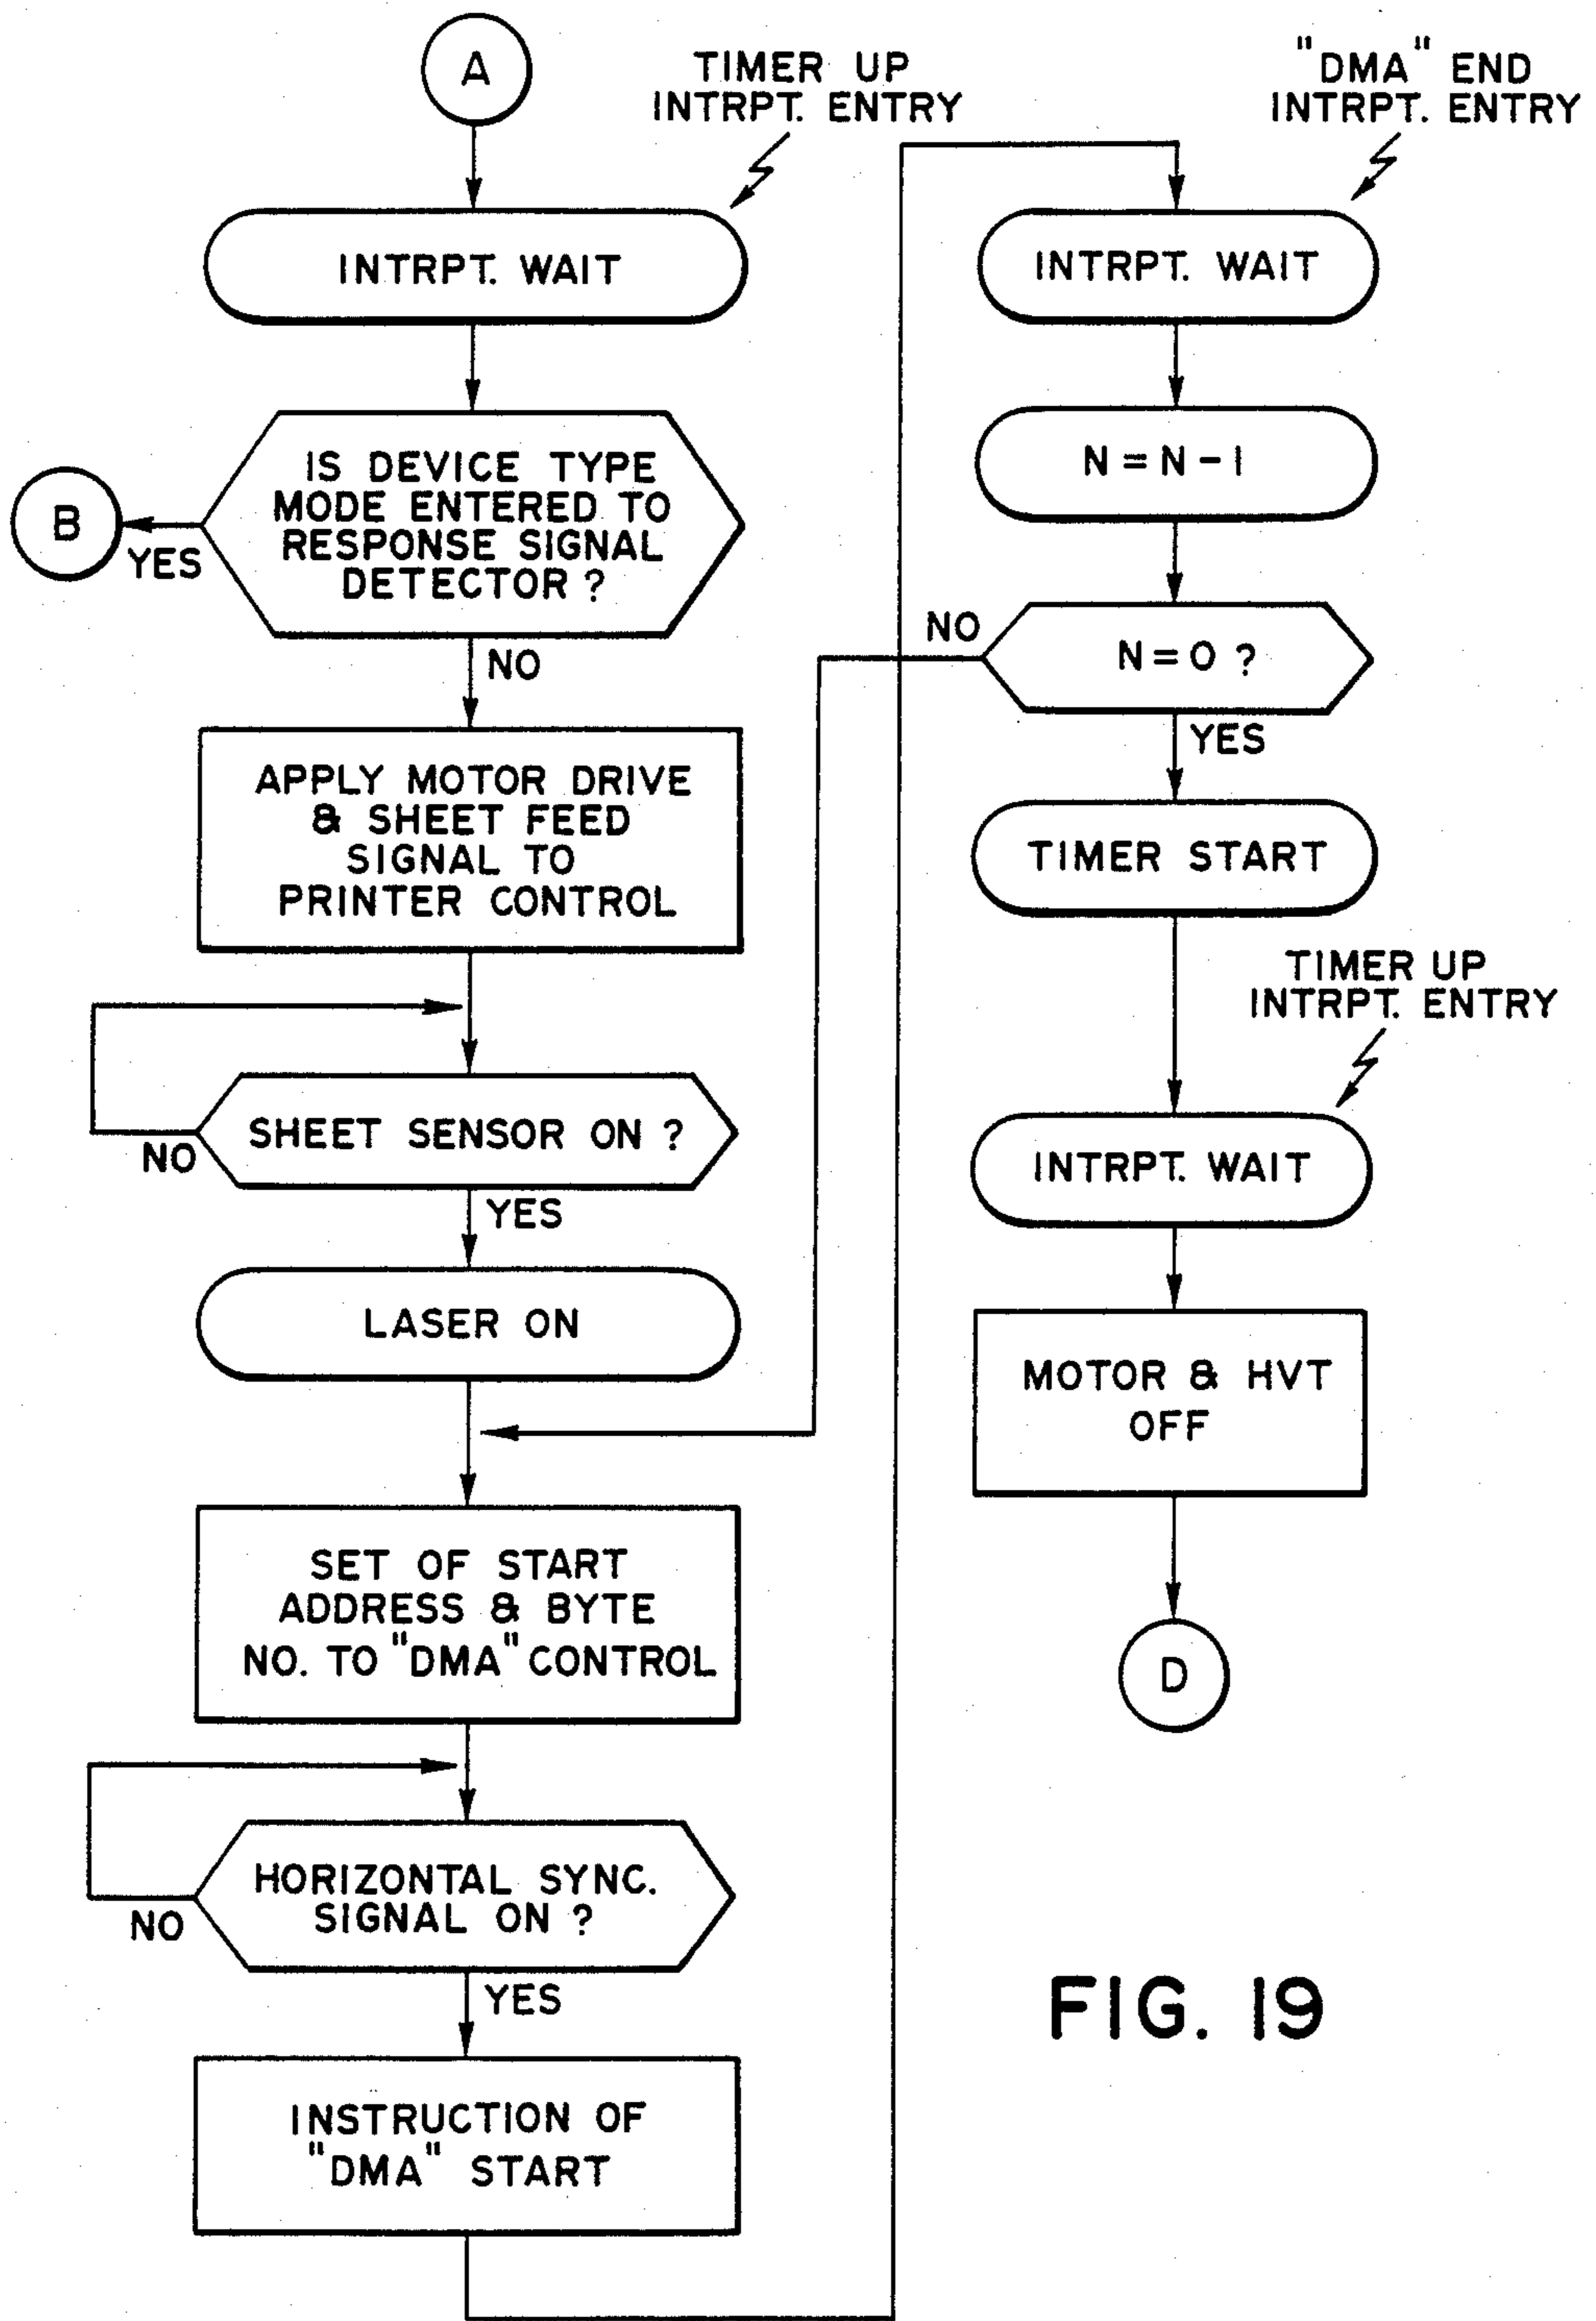 A
TIMER UP
INTRPT. ENTRY
INTRPT. WAIT
IS DEVICE TYPE
MODE ENTERED TO
RESPONSE SIGNAL
DETECTOR ?
B
YES
NO
APPLY MOTOR DRIVE
& SHEET FEED
SIGNAL TO
PRINTER CONTROL
SHEET SENSOR ON ?
NO
YES
LASER ON
SET OF START
ADDRESS & BYTE
NO. TO "DMA" CONTROL
HORIZONTAL SYNC.
SIGNAL ON ?
NO
YES
INSTRUCTION OF
"DMA" START
"DMA" END
INTRPT. ENTRY
INTRPT. WAIT
N = N - 1
N = 0 ?
NO
YES
TIMER START
TIMER UP
INTRPT. ENTRY
INTRPT. WAIT
MOTOR & HVT
OFF
D
FIG. 19